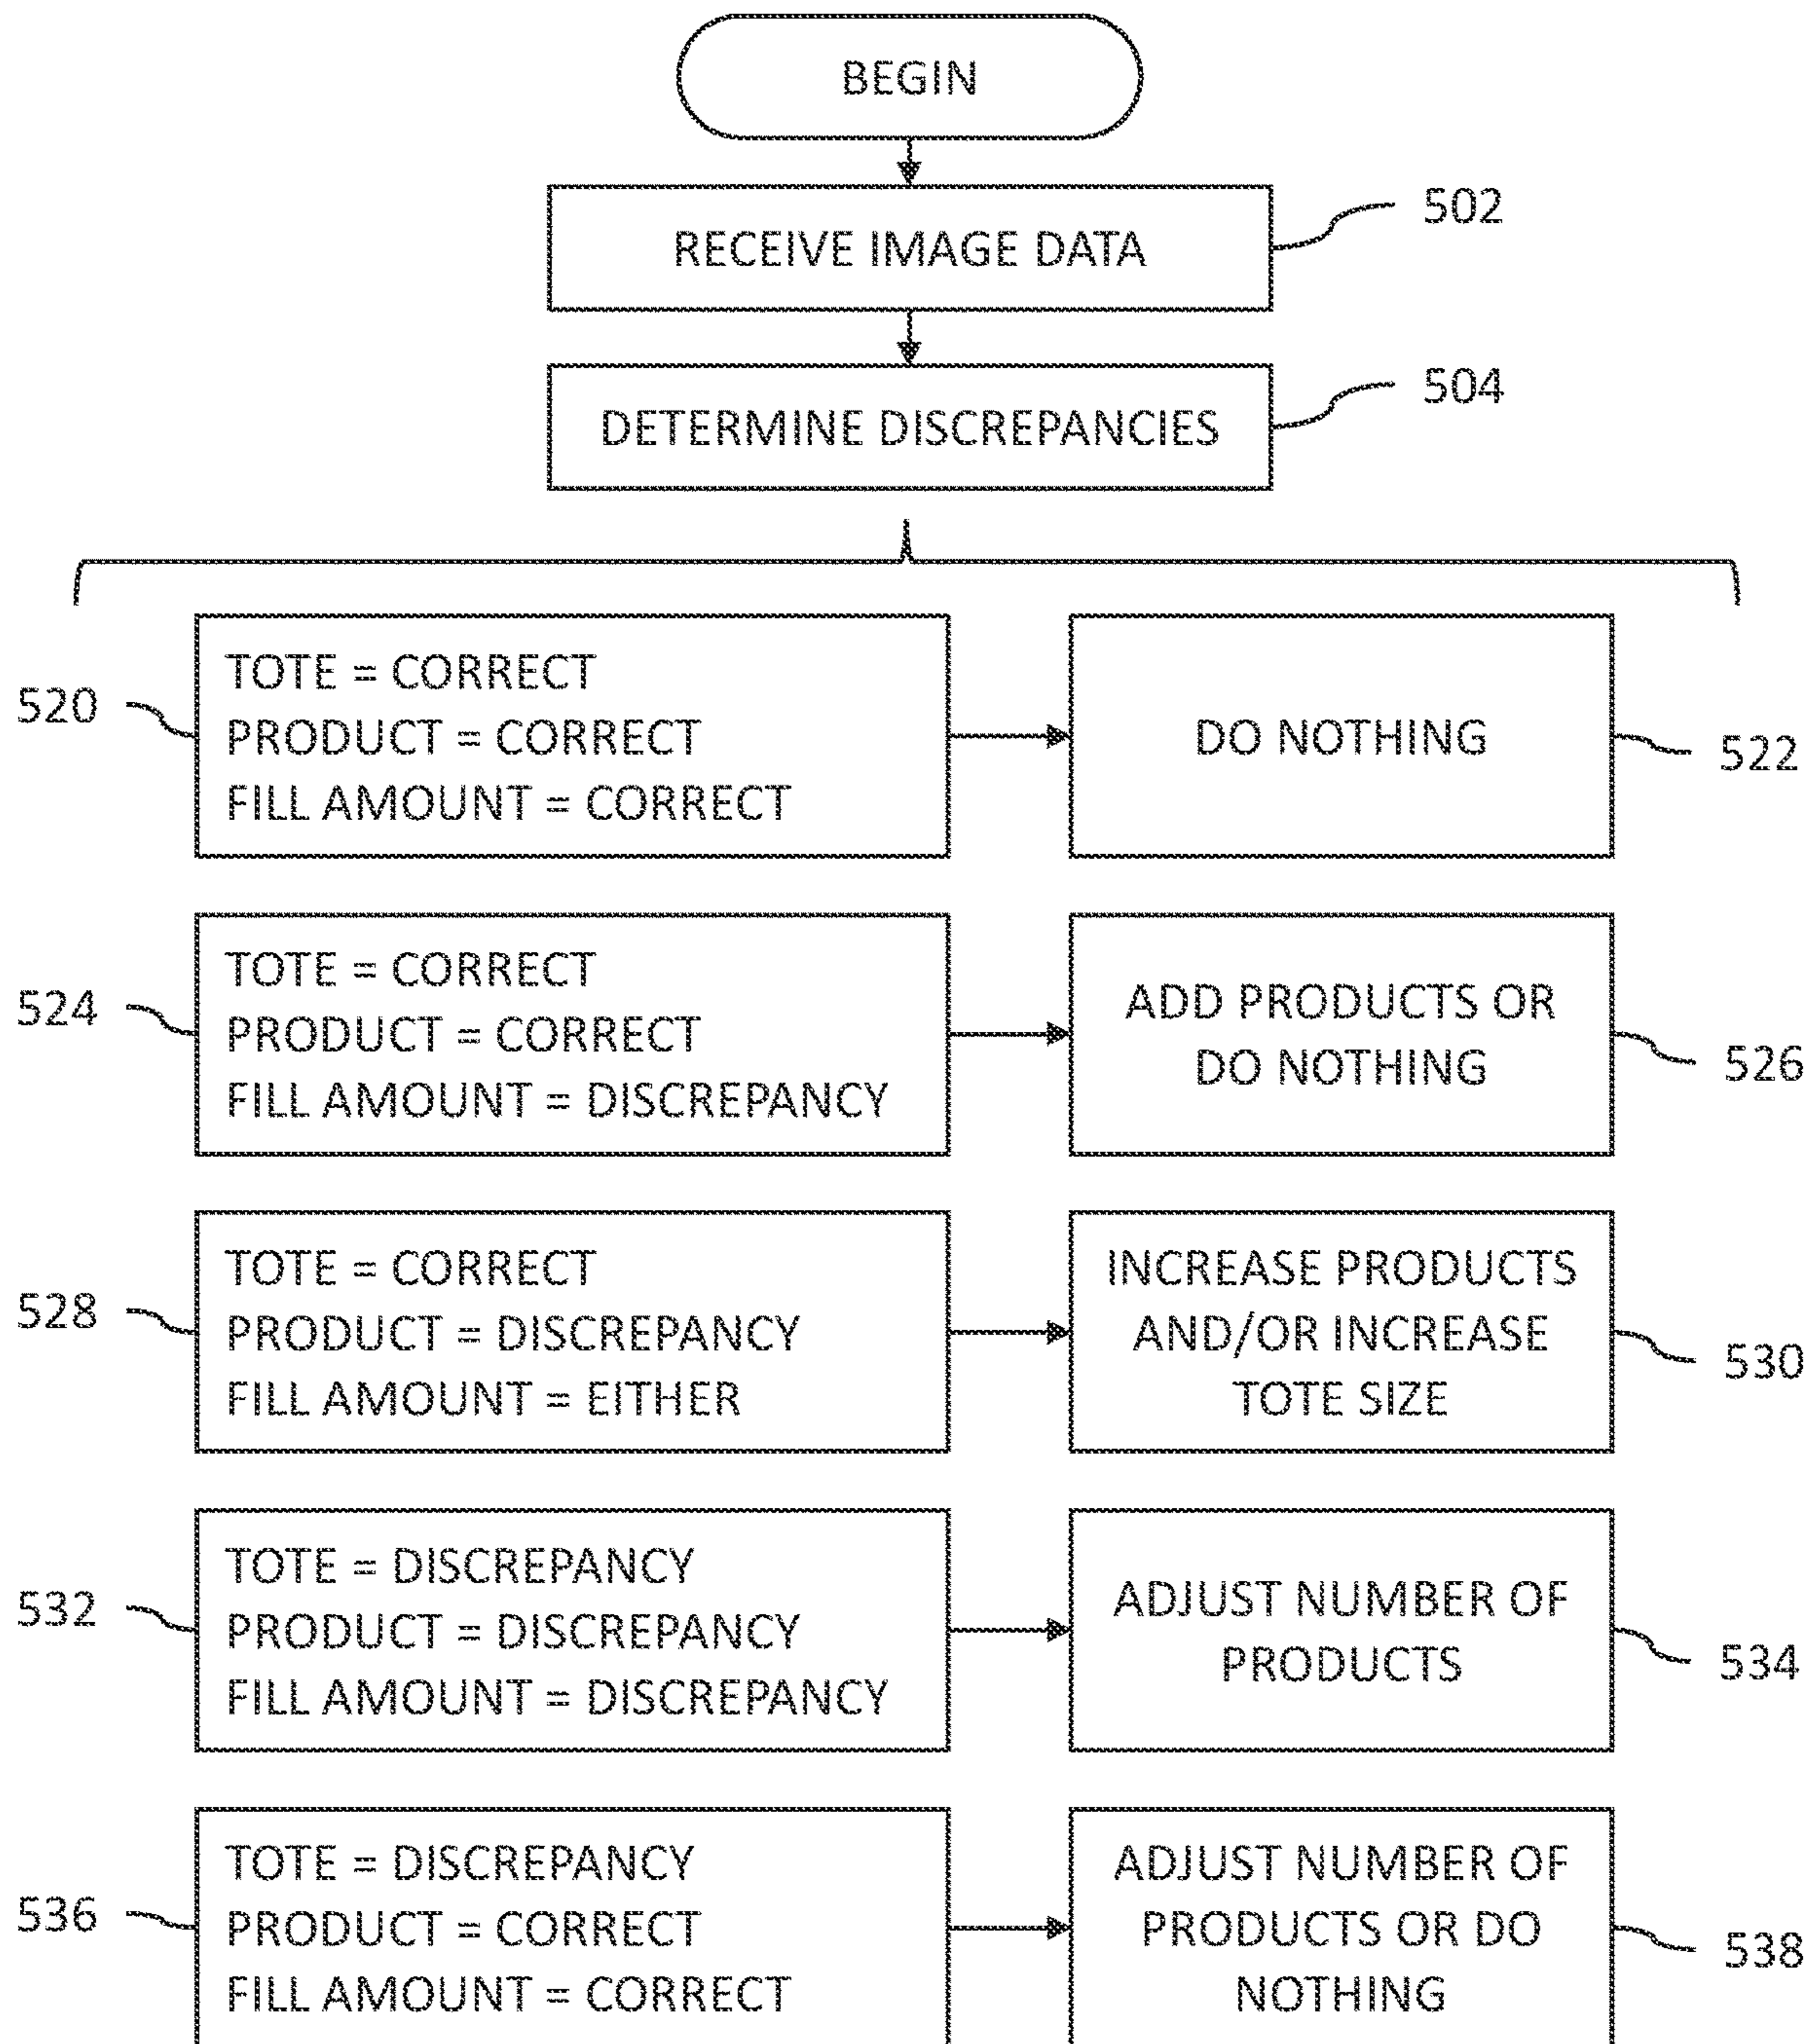 BEGIN
RECEIVE IMAGE DATA
502
DETERMINE DISCREPANCIES
504
520
TOTE = CORRECT
PRODUCT = CORRECT
FILL AMOUNT = CORRECT
DO NOTHING
522
524
TOTE = CORRECT
PRODUCT = CORRECT
FILL AMOUNT = DISCREPANCY
ADD PRODUCTS OR
DO NOTHING
526
528
TOTE = CORRECT
PRODUCT = DISCREPANCY
FILL AMOUNT = EITHER
INCREASE PRODUCTS
AND/OR INCREASE
TOTE SIZE
530
532
TOTE = DISCREPANCY
PRODUCT = DISCREPANCY
FILL AMOUNT = DISCREPANCY
ADJUST NUMBER OF
PRODUCTS
534
536
TOTE = DISCREPANCY
PRODUCT = CORRECT
FILL AMOUNT = CORRECT
ADJUST NUMBER OF
PRODUCTS OR DO
NOTHING
538